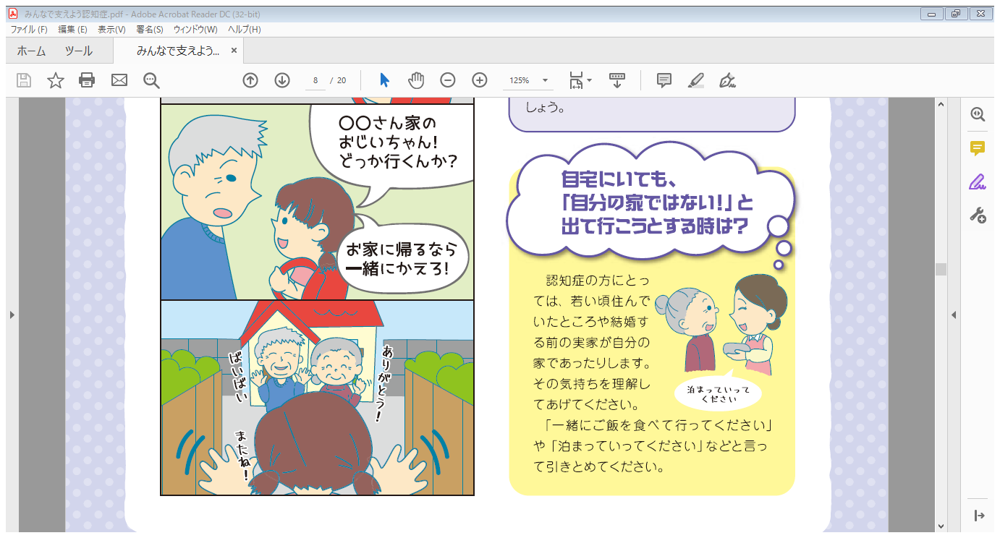 みんなで支えよう認知症.pdf - Adobe Acrobat Reader DC (32-bit)
ファイル(F) 編集(E) 表示(V) 署名(S) ウィンドウ(W) ヘルプ(H)
ホーム ツール みんなで支えよう... ×
8 / 20 125%
〇〇さん家の
おじいちゃん!
どっか行くんか?
お家に帰るなら
一緒にかえろ!
ばいばい
ありがとう!
またね!
しょう。
自宅にいても、
「自分の家ではない!」と
出て行こうとする時は?
認知症の方にとっ
ては、若い頃住んで
いたところや結婚す
る前の実家が自分の
家であったりします。
その気持ちを理解し
てあげてください。
泊まっていって
ください
「一緒にご飯を食べて行ってください」
や「泊まっていってください」などと言っ
て引きとめてください。